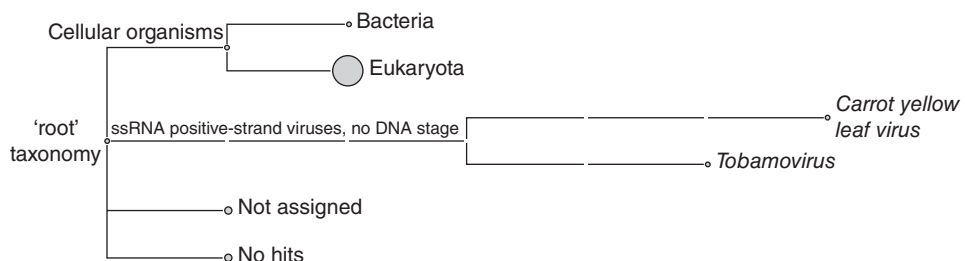 Bacteria
Cellular organisms
Eukaryota
Carrot yellow
leaf virus
‘root’
taxonomy
ssRNA positive-strand viruses, no DNA stage
Tobamovirus
Not assigned
No hits